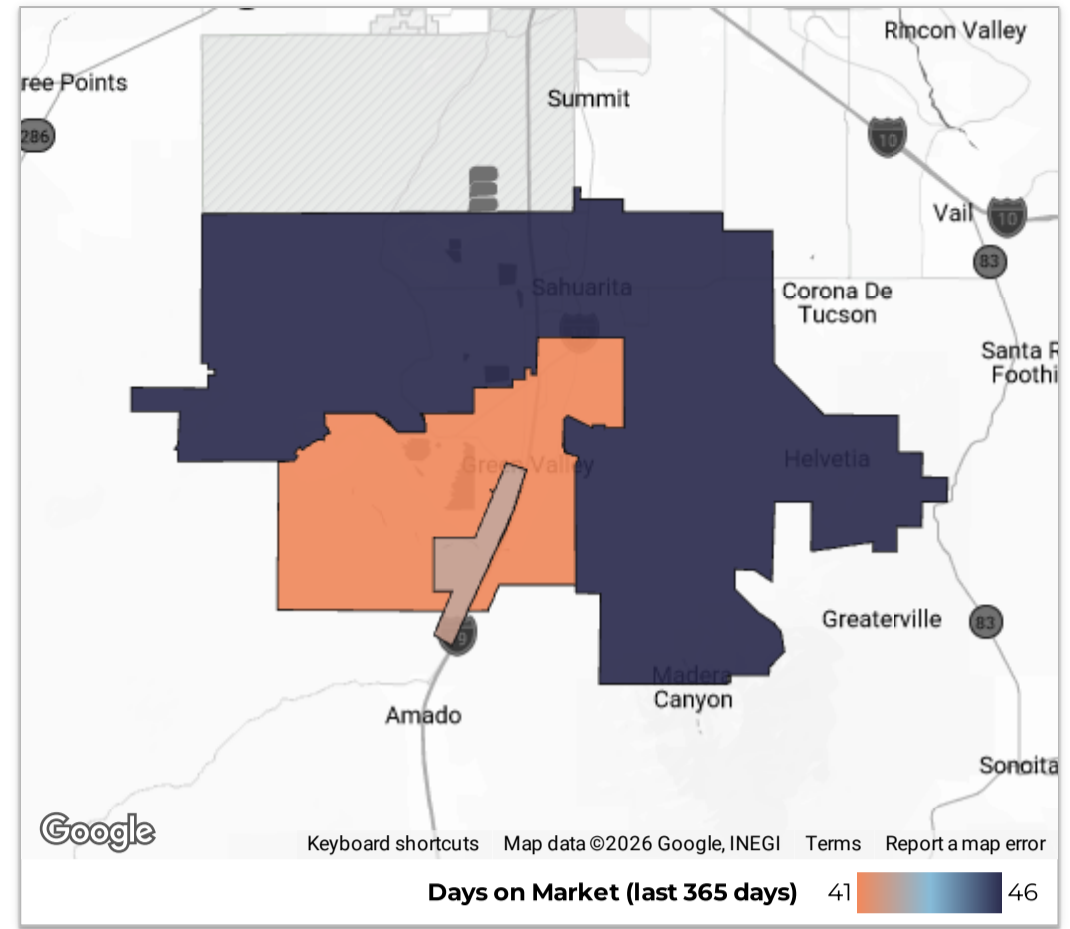 Rincon Valley
ree Points
Summit
286
10
Vail
10
83
Sahuarita
Corona De
Tucson
Santa R
Foothi
Green Valley
Helvetia
Greaterville
83
9
Madera
Canyon
Amado
Sonoita
Google
Keyboard shortcuts
Map data ©2026 Google, INEGI
Terms
Report a map error
Days on Market (last 365 days)
41
46